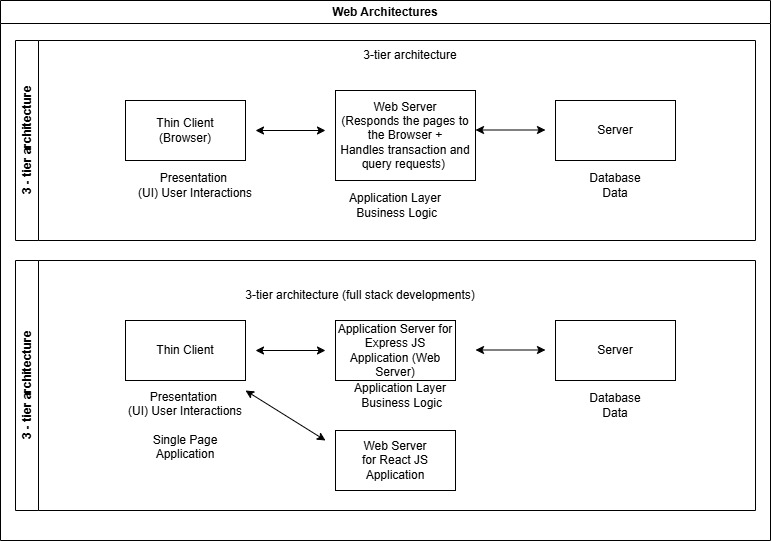 Web Architectures
3 - tier architecture
3-tier architecture
Thin Client
(Browser)
Web Server
(Responds the pages to
the Browser +
Handles transaction and
query requests)
Server
Presentation
(UI) User Interactions
Application Layer
Business Logic
Database
Data
3 - tier architecture
3-tier architecture (full stack developments)
Thin Client
Application Server for
Express JS
Application (Web
Server)
Server
Presentation
(UI) User Interactions
Single Page
Application
Application Layer
Business Logic
Database
Data
Web Server
for React JS
Application